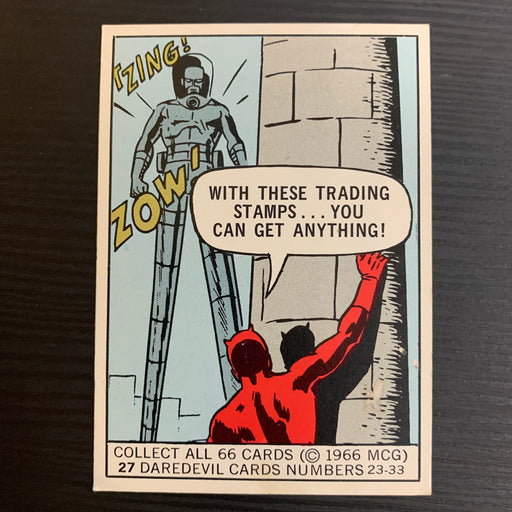 TZING!
ZOW!
WITH THESE TRADING
STAMPS...YOU
CAN GET ANYTHING!
COLLECT ALL 66 CARDS (© 1966 MCG)
27 DAREDEVIL CARDS NUMBERS 23-33